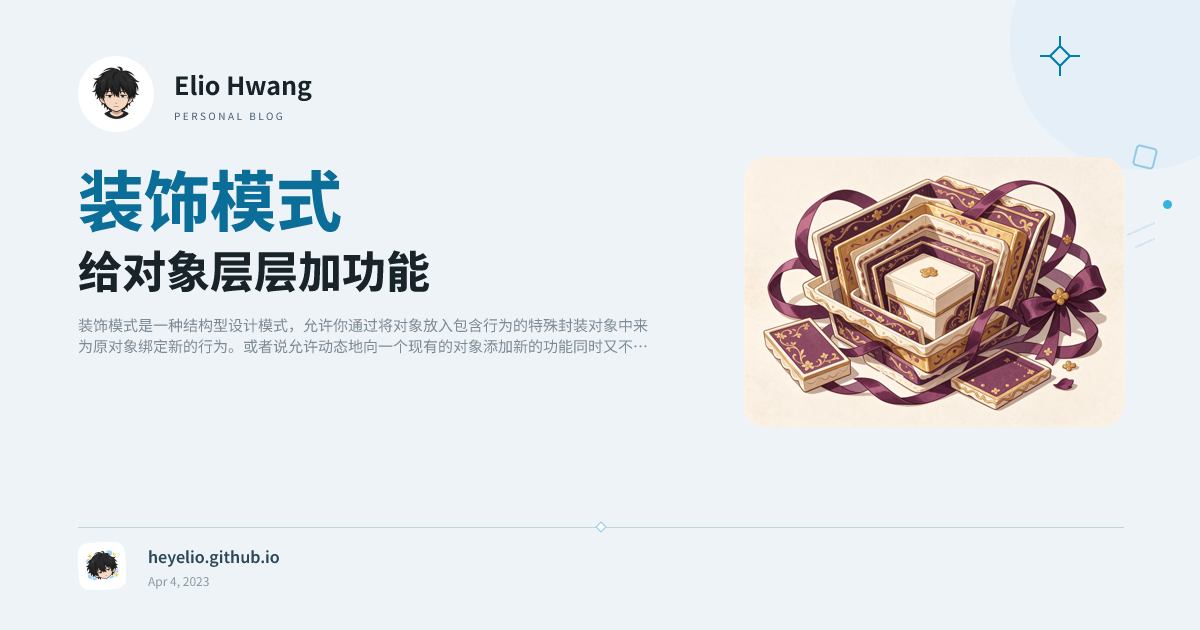 Elio Hwang
PERSONAL BLOG
装饰模式
给对象层层加功能
装饰模式是一种结构型设计模式，允许你通过将对象放入包含行为的特殊封装对象中来
为原对象绑定新的行为。或者说允许动态地向一个现有的对象添加新的功能同时又不…
heyelio.github.io
Apr 4, 2023